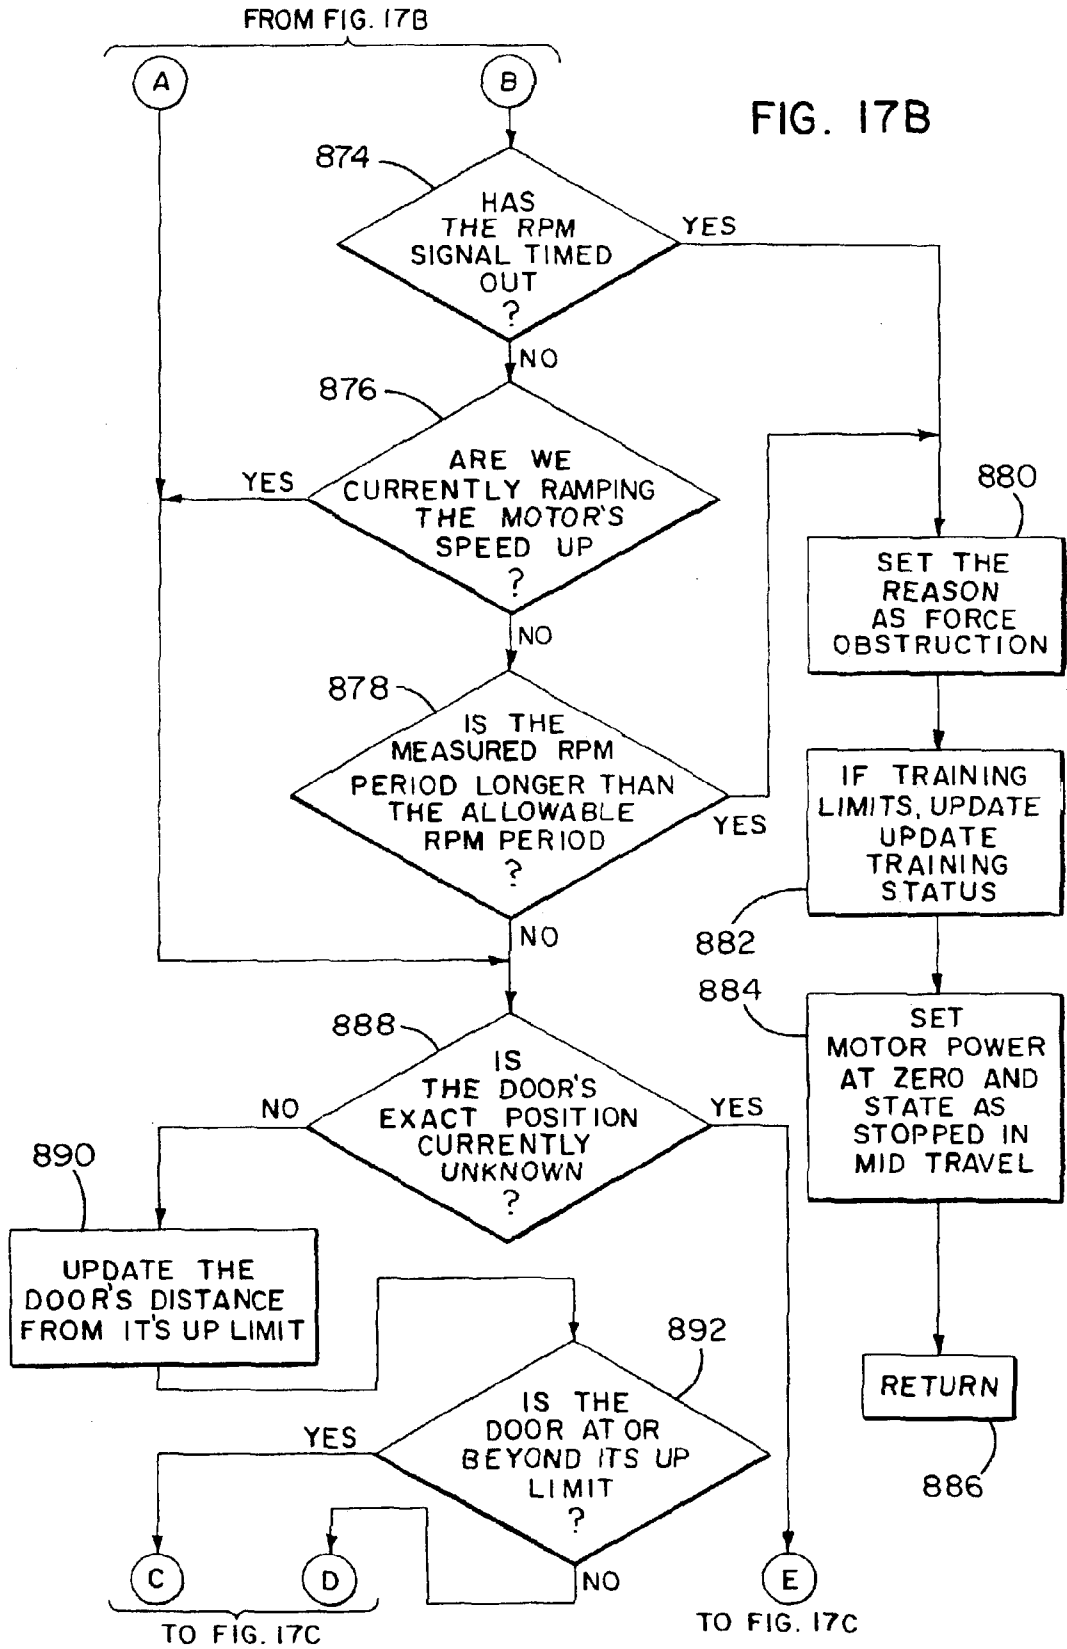 FROM FIG. 17B
A
B
FIG. 17B
874
HAS
THE RPM
SIGNAL TIMED
OUT
?
YES
NO
876
ARE WE
CURRENTLY RAMPING
THE MOTOR'S
SPEED UP
?
YES
NO
880
SET THE
REASON
AS FORCE
OBSTRUCTION
878
IS THE
MEASURED RPM
PERIOD LONGER THAN
THE ALLOWABLE
RPM PERIOD
?
YES
NO
IF TRAINING
LIMITS, UPDATE
UPDATE
TRAINING
STATUS
882
884
SET
MOTOR POWER
AT ZERO AND
STATE AS
STOPPED IN
MID TRAVEL
888
IS
THE DOOR'S
EXACT POSITION
CURRENTLY
UNKNOWN
?
NO
YES
890
UPDATE THE
DOOR'S DISTANCE
FROM IT'S UP LIMIT
892
IS THE
DOOR AT OR
BEYOND ITS UP
LIMIT
?
YES
NO
RETURN
886
C
D
E
TO FIG. 17C
TO FIG. 17C